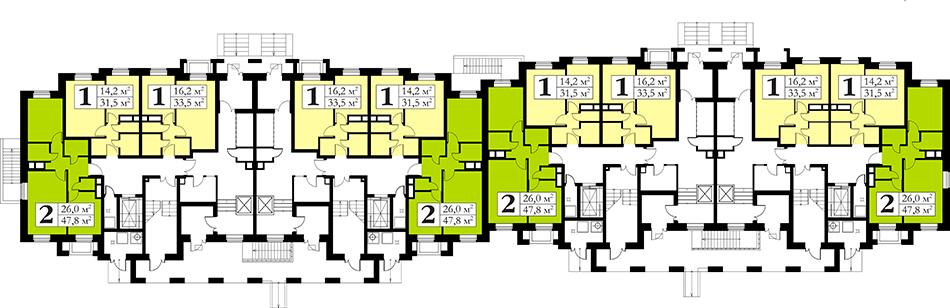 1 14,2 м²
31,5 м²
1 16,2 м²
33,5 м²
1 16,2 м²
33,5 м²
1 14,2 м²
31,5 м²
1 14,2 м²
31,5 м²
1 16,2 м²
33,5 м²
1 16,2 м²
33,5 м²
1 14,2 м²
31,5 м²
2 26,0 м²
47,8 м²
2 26,0 м²
47,8 м²
2 26,0 м²
47,8 м²
2 26,0 м²
47,8 м²